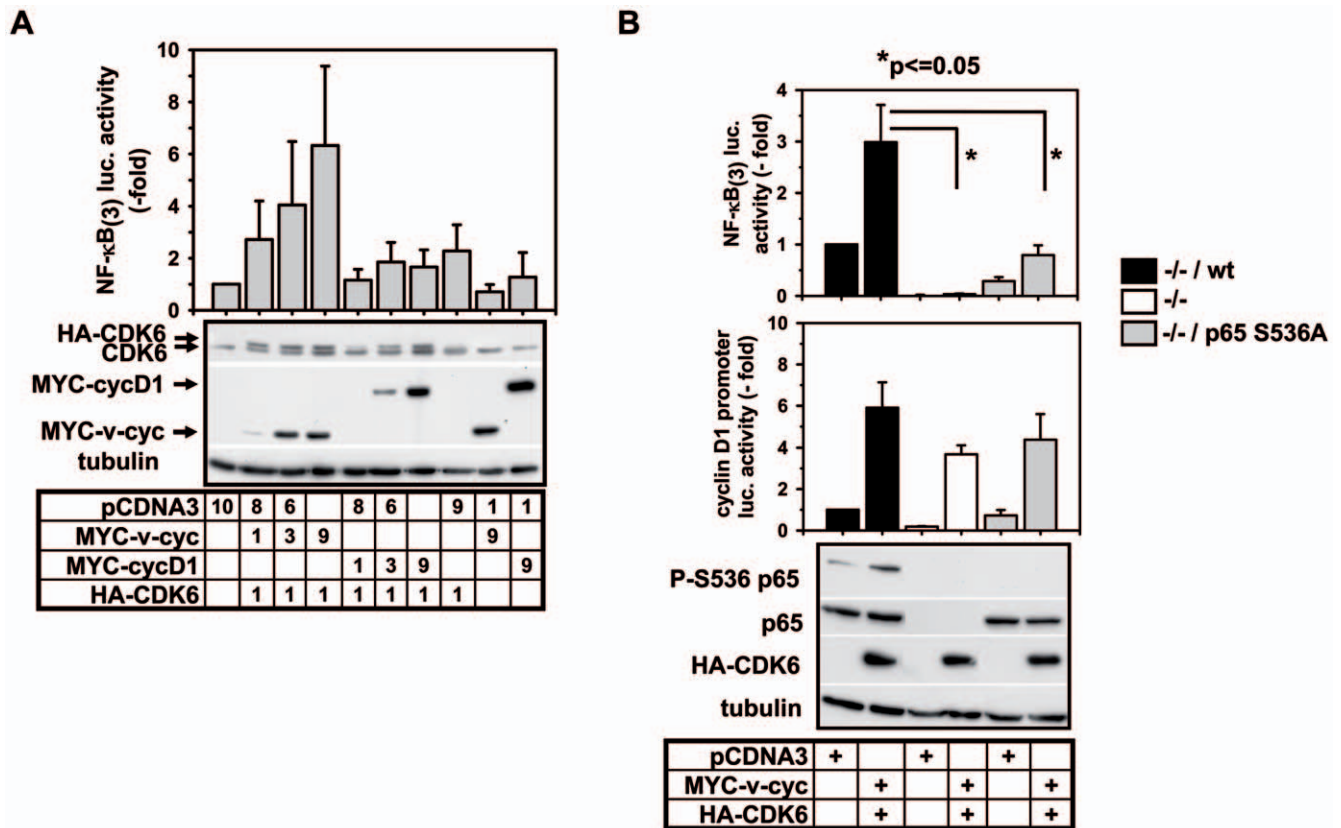 A
NF-κB(3) luc. activity
(-fold)
10
8
6
4
2
0
HA-CDK6
CDK6
MYC-cycD1
MYC-v-cyc
tubulin
pCDNA3 10 8 6 8 6 9 1 1
MYC-v-cyc 1 3 9 9
MYC-cycD1 1 3 9 9
HA-CDK6 1 1 1 1 1 1 1
B
*p<=0.05
NF-κB(3) luc.
activity (- fold)
4
3
2
1
0
*
*
-/- / wt
-/-
-/- / p65 S536A
cyclin D1 promoter
luc. activity (- fold)
10
8
6
4
2
0
P-S536 p65
p65
HA-CDK6
tubulin
pCDNA3 + + +
MYC-v-cyc + + +
HA-CDK6 + + +